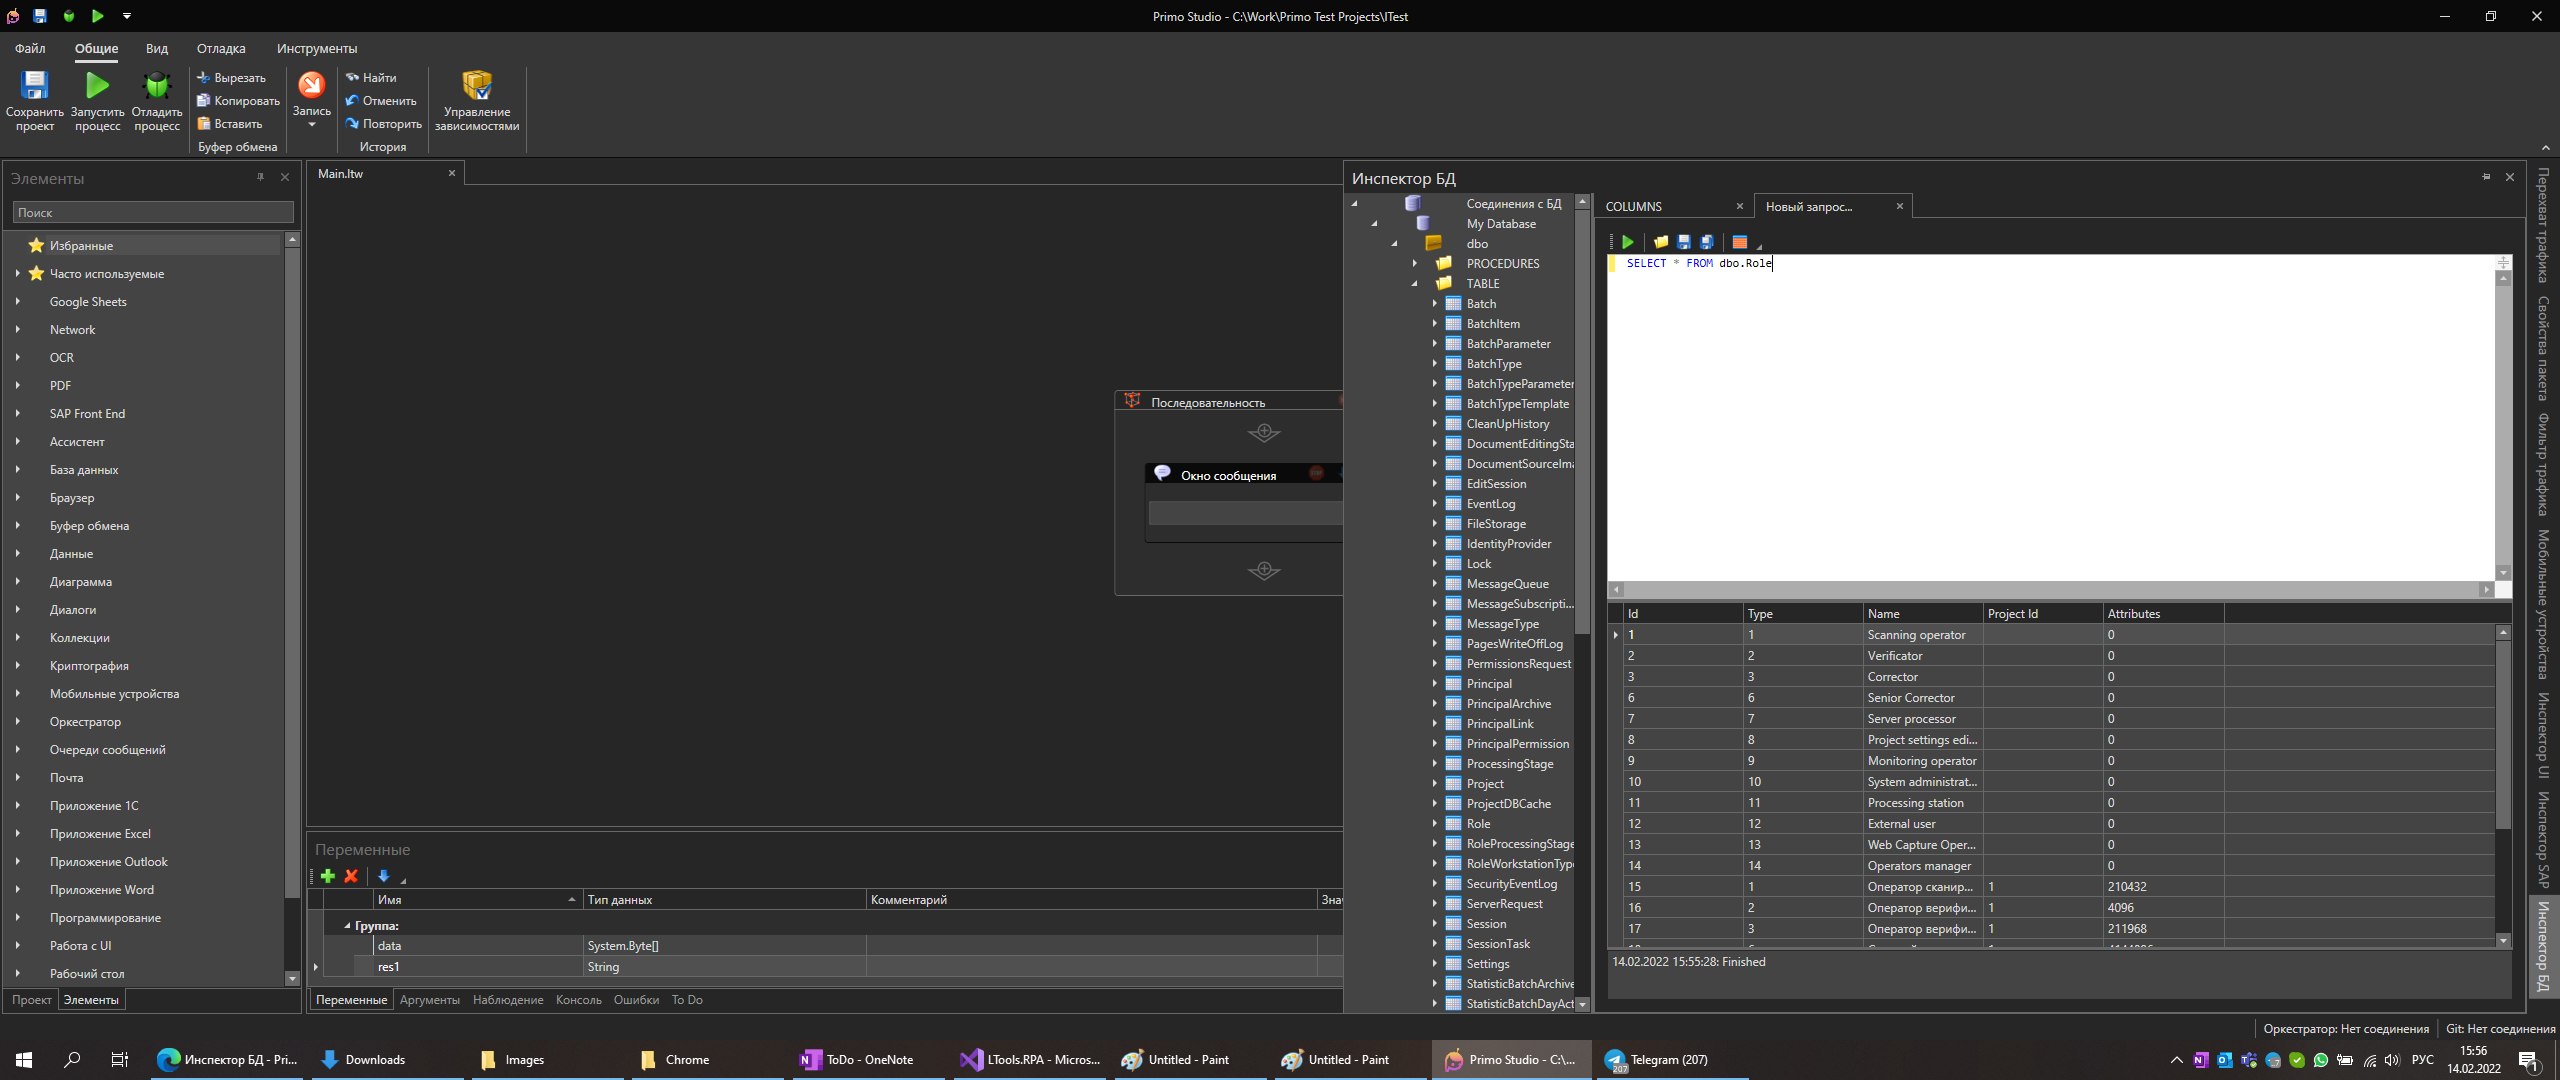 Primo Studio - C:\Work\Primo Test Projects\ITest
Файл Общие Вид Отладка Инструменты
Сохранить проект
Запустить процесс
Отладить процесс
Вырезать
Копировать
Вставить
Буфер обмена
Запись
Найти
Отменить
Повторить
История
Управление зависимостями
Элементы
Поиск
Избранные
Часто используемые
Google Sheets
Network
OCR
PDF
SAP Front End
Ассистент
База данных
Браузер
Буфер обмена
Данные
Диаграмма
Диалоги
Коллекции
Криптография
Мобильные устройства
Оркестратор
Очереди сообщений
Почта
Приложение 1C
Приложение Excel
Приложение Outlook
Приложение Word
Программирование
Работа с UI
Рабочий стол
Проект Элементы
Main.ltw
Последовательность
Окно сообщения
Переменные
Имя Тип данных Комментарий Знач
Группа:
data System.Byte[]
res1 String
Переменные Аргументы Наблюдение Консоль Ошибки To Do
Инспектор БД
Соединения с БД
My Database
dbo
PROCEDURES
TABLE
Batch
BatchItem
BatchParameter
BatchType
BatchTypeParameter
BatchTypeTemplate
CleanUpHistory
DocumentEditingSta
DocumentSourceIma
EditSession
EventLog
FileStorage
IdentityProvider
Lock
MessageQueue
MessageSubscripti...
MessageType
PagesWriteOffLog
PermissionsRequest
Principal
PrincipalArchive
PrincipalLink
PrincipalPermission
ProcessingStage
Project
ProjectDBCache
Role
RoleProcessingStage
RoleWorkstationType
SecurityEventLog
ServerRequest
Session
SessionTask
Settings
StatisticBatchArchive
StatisticBatchDayAct
COLUMNS Новый запрос...
SELECT * FROM dbo.Role
Id Type Name Project Id Attributes
1 1 Scanning operator 0
2 2 Verificator 0
3 3 Corrector 0
6 6 Senior Corrector 0
7 7 Server processor 0
8 8 Project settings edi... 0
9 9 Monitoring operator 0
10 10 System administrat... 0
11 11 Processing station 0
12 12 External user 0
13 13 Web Capture Oper... 0
14 14 Operators manager 0
15 1 Оператор сканир... 1 210432
16 2 Оператор верифи... 1 4096
17 3 Оператор верифи... 1 211968
14.02.2022 15:55:28: Finished
Перехват трафика
Свойства пакета
Фильтр трафика
Мобильные устройства
Инспектор UI
Инспектор SAP
Инспектор БД
Оркестратор: Нет соединения Git: Нет соединения
Инспектор БД - Pri...
Downloads
Images
Chrome
ToDo - OneNote
LTools.RPA - Micros...
Untitled - Paint
Untitled - Paint
Primo Studio - C:\...
Telegram (207)
207
РУС
15:56
14.02.2022
1